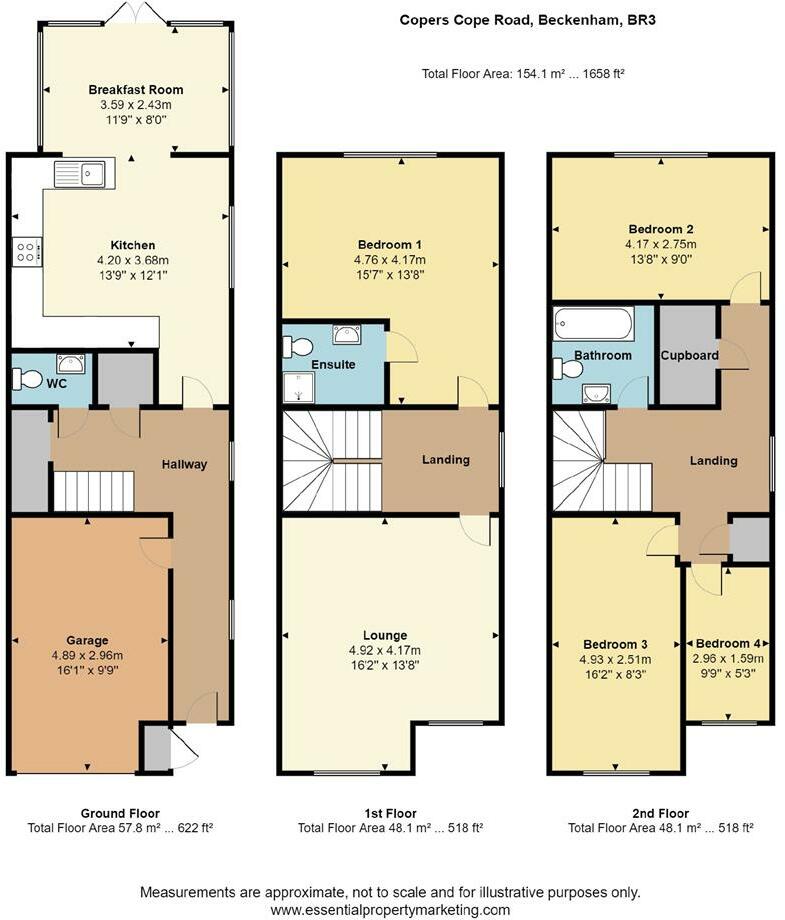 Copers Cope Road, Beckenham, BR3
Total Floor Area: 154.1 m² ... 1658 ft²
Breakfast Room
3.59 x 2.43m
11'9" x 8'0"
Kitchen
4.20 x 3.68m
13'9" x 12'1"
WC
Hallway
Garage
4.89 x 2.96m
16'1" x 9'9"
Ground Floor
Total Floor Area 57.8 m² ... 622 ft²
Bedroom 1
4.76 x 4.17m
15'7" x 13'8"
Ensuite
Landing
Lounge
4.92 x 4.17m
16'2" x 13'8"
1st Floor
Total Floor Area 48.1 m² ... 518 ft²
Bedroom 2
4.17 x 2.75m
13'8" x 9'0"
Bathroom
Cupboard
Landing
Bedroom 3
4.93 x 2.51m
16'2" x 8'3"
Bedroom 4
2.96 x 1.59m
9'9" x 5'3"
2nd Floor
Total Floor Area 48.1 m² ... 518 ft²
Measurements are approximate, not to scale and for illustrative purposes only.
www.essentialpropertymarketing.com